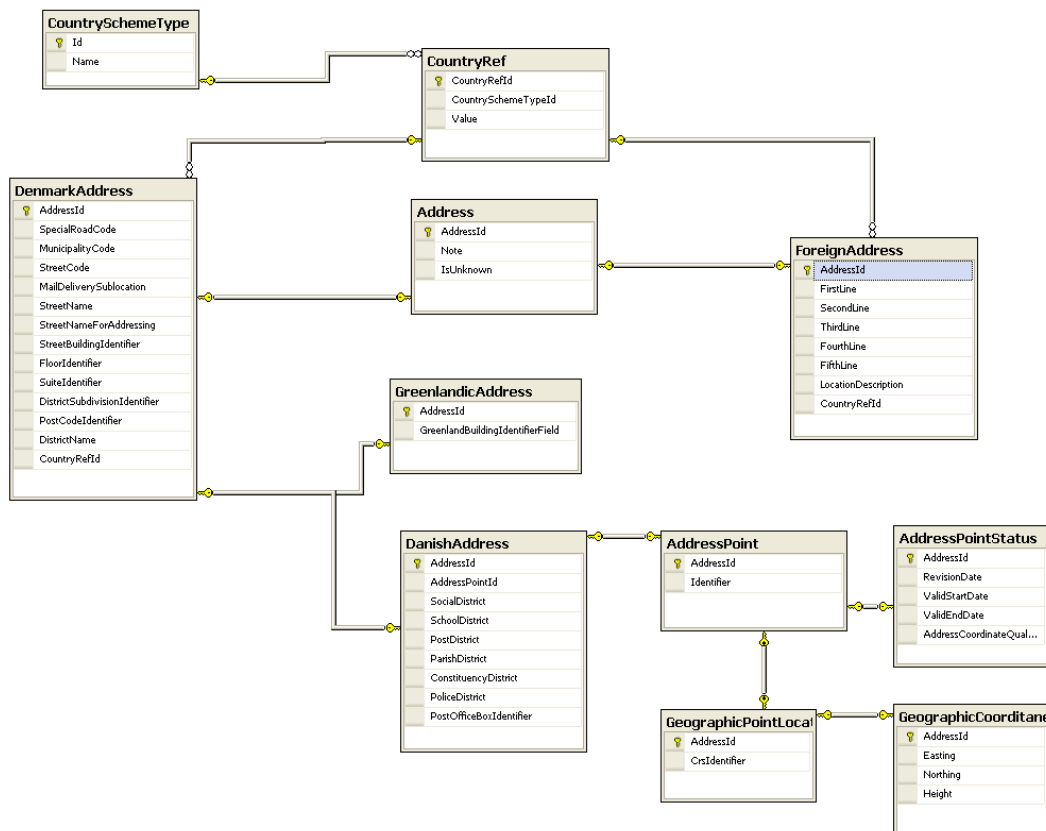 CountrySchemeType
Id
Name
CountryRef
CountryRefId
CountrySchemeTypeId
Value
DenmarkAddress
AddressId
SpecialRoadCode
MunicipalityCode
StreetCode
MailDeliverySublocation
StreetName
StreetNameForAddressing
StreetBuildingIdentifier
FloorIdentifier
SuiteIdentifier
DistrictSubdivisionIdentifier
PostCodeIdentifier
DistrictName
CountryRefId
Address
AddressId
Note
IsUnknown
ForeignAddress
AddressId
FirstLine
SecondLine
ThirdLine
FourthLine
FifthLine
LocationDescription
CountryRefId
GreenlandicAddress
AddressId
GreenlandBuildingIdentifierField
DanishAddress
AddressId
AddressPointId
SocialDistrict
SchoolDistrict
PostDistrict
ParishDistrict
ConstituencyDistrict
PoliceDistrict
PostOfficeBoxIdentifier
AddressPoint
AddressId
Identifier
AddressPointStatus
AddressId
RevisionDate
ValidStartDate
ValidEndDate
AddressCoordinateQual...
GeographicPointLocat
AddressId
CrsIdentifier
GeographicCoorditane
AddressId
Easting
Northing
Height